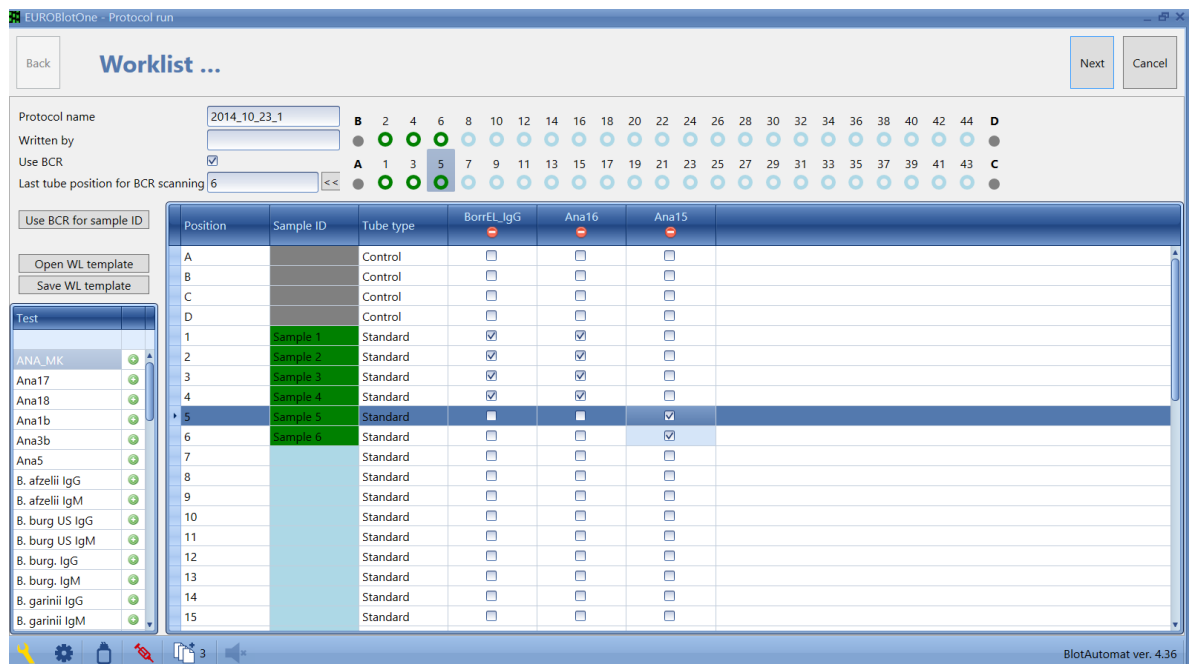 EUROBlotOne - Protocol run
Back
Worklist ...
Next
Cancel
Protocol name 2014_10_23_1
Written by
Use BCR
Last tube position for BCR scanning 6 <<
B 2 4 6 8 10 12 14 16 18 20 22 24 26 28 30 32 34 36 38 40 42 44 D
A 1 3 5 7 9 11 13 15 17 19 21 23 25 27 29 31 33 35 37 39 41 43 C
Use BCR for sample ID
Open WL template
Save WL template
Test
ANA_MK
Ana17
Ana18
Ana1b
Ana3b
Ana5
B. afzelii IgG
B. afzelii IgM
B. burg US IgG
B. burg US IgM
B. burg. IgG
B. burg. IgM
B. garinii IgG
B. garinii IgM
Position Sample ID Tube type BorrEL_IgG Ana16 Ana15
A Control
B Control
C Control
D Control
1 Sample 1 Standard
2 Sample 2 Standard
3 Sample 3 Standard
4 Sample 4 Standard
5 Sample 5 Standard
6 Sample 6 Standard
7 Standard
8 Standard
9 Standard
10 Standard
11 Standard
12 Standard
13 Standard
14 Standard
15 Standard
3
BlotAutomat ver. 4.36